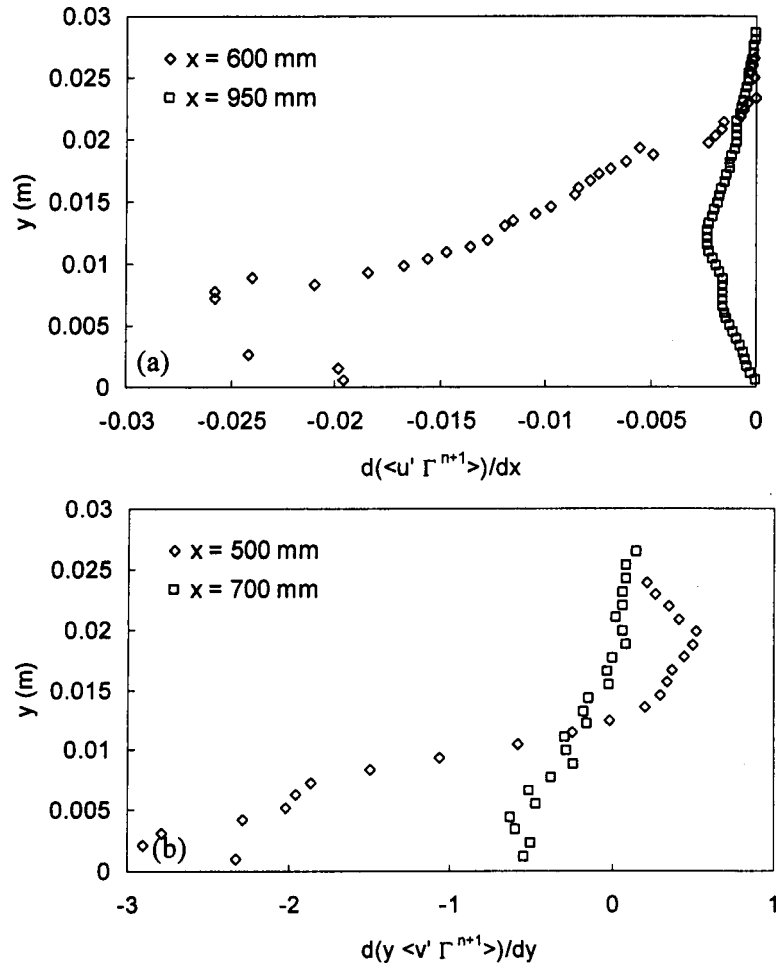 0.03
◇ x = 600 mm
□ x = 950 mm
0.025
0.02
y (m)
0.015
0.01
0.005
(a)
0
-0.03 -0.025 -0.02 -0.015 -0.01 -0.005 0
d(<u' Γⁿ⁺¹>)/dx
0.03
◇ x = 500 mm
□ x = 700 mm
0.025
0.02
y (m)
0.015
0.01
0.005
(b)
0
-3 -2 -1 0 1
d(y <v' Γⁿ⁺¹>)/dy